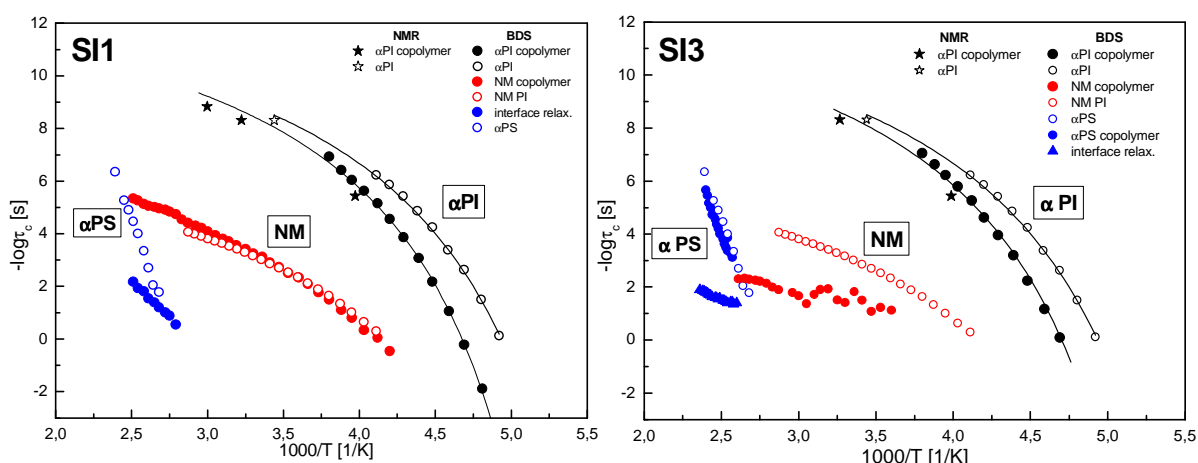 SI1
NMR BDS
αPI copolymer αPI copolymer
αPI αPI
NM copolymer
NM PI
interface relax.
αPS
αPS
NM
αPI
-logτc [s]
12
10
8
6
4
2
0
-2
2,0 2,5 3,0 3,5 4,0 4,5 5,0 5,5
1000/T [1/K]
SI3
NMR BDS
αPI copolymer αPI copolymer
αPI αPI
NM copolymer
NM PI
αPS
αPS copolymer
interface relax.
α PS
NM
α PI
-logτc [s]
12
10
8
6
4
2
0
-2
2,0 2,5 3,0 3,5 4,0 4,5 5,0 5,5
1000/T [1/K]